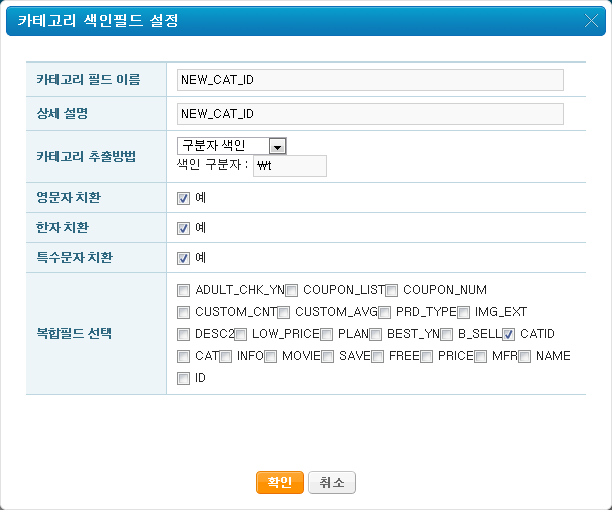 카테고리 색인필드 설정
카테고리 필드 이름 NEW_CAT_ID
상세 설명 NEW_CAT_ID
카테고리 추출방법 구분자 색인
색인 구분자 : ₩t
영문자 치환 예
한자 치환 예
특수문자 치환 예
복합필드 선택
ADULT_CHK_YN COUPON_LIST COUPON_NUM
CUSTOM_CNT CUSTOM_AVG PRD_TYPE IMG_EXT
DESC2 LOW_PRICE PLAN BEST_YN B_SELL CATID
CAT INFO MOVIE SAVE FREE PRICE MFR NAME
ID
확인 취소